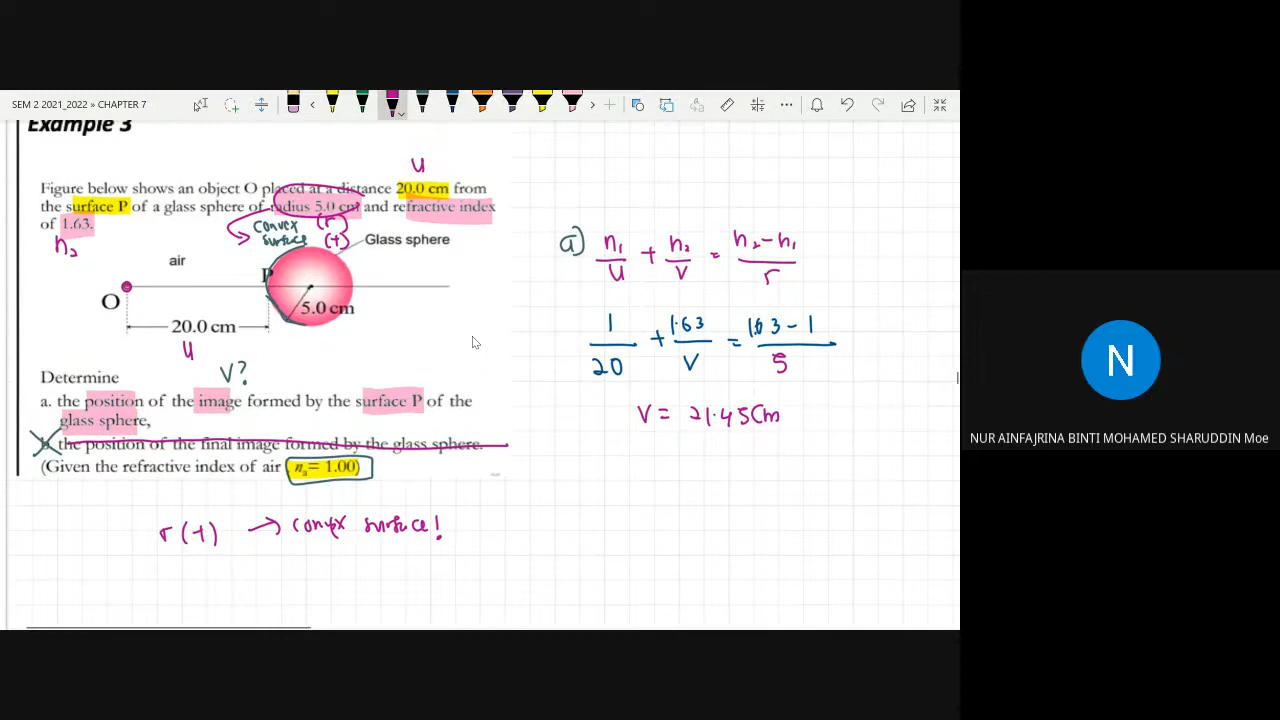 SEM 2 2021_2022 » CHAPTER 7
Example 3
u
Figure below shows an object O placed at a distance 20.0 cm from
the surface P of a glass sphere of radius 5.0 cm and refractive index
of 1.63.
n₂
convex
surface
(r)
(+)
Glass sphere
air
P
O
5.0 cm
20.0 cm
u
v?
Determine
a. the position of the image formed by the surface P of the
glass sphere,
b. the position of the final image formed by the glass sphere.
(Given the refractive index of air nₐ= 1.00)
r (+) → convex surface!
a) n₁/u + n₂/v = n₂-n₁/r
1/20 + 1.63/v = 1.63 - 1/5
v = 21.45cm
N
NUR AINFAJRINA BINTI MOHAMED SHARUDDIN Moe